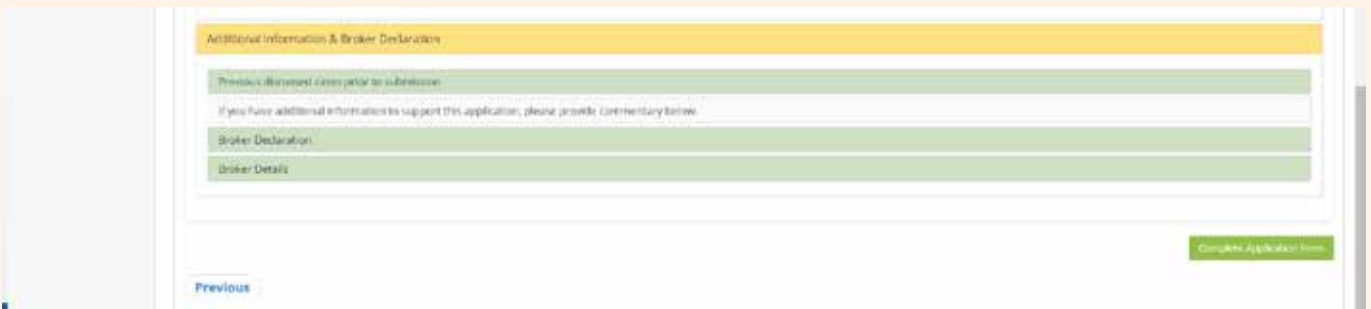 Additional Information & Broker Declaration
Previous discussed cases prior to submission
If you have additional information to support this application, please provide commentary below.
Broker Declaration
Broker Details
Complete Application Form
Previous